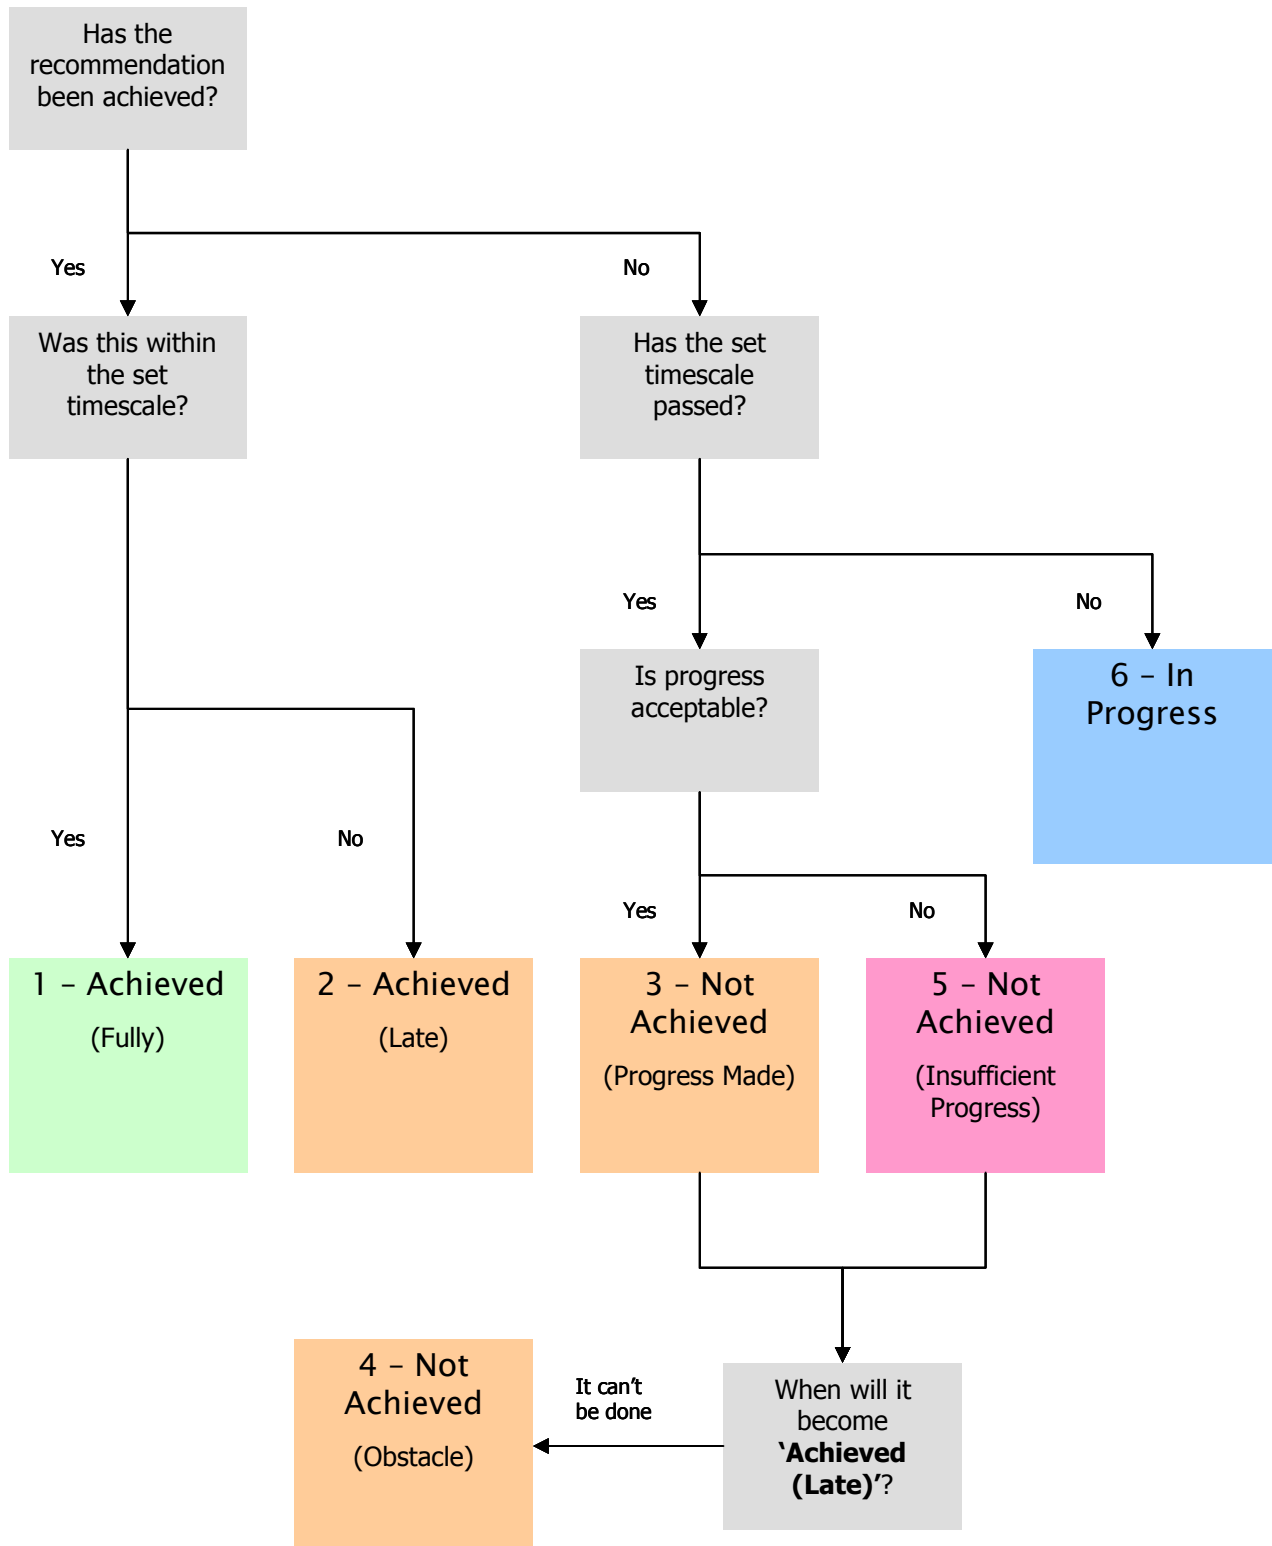 Has the
recommendation
been achieved?
Yes
No
Was this within
the set
timescale?
Has the set
timescale
passed?
Yes
No
Is progress
acceptable?
6 – In
Progress
Yes
No
Yes
No
1 – Achieved
(Fully)
2 – Achieved
(Late)
3 – Not
Achieved
(Progress Made)
5 – Not
Achieved
(Insufficient
Progress)
4 – Not
Achieved
(Obstacle)
It can’t
be done
When will it
become
‘Achieved
(Late)’?